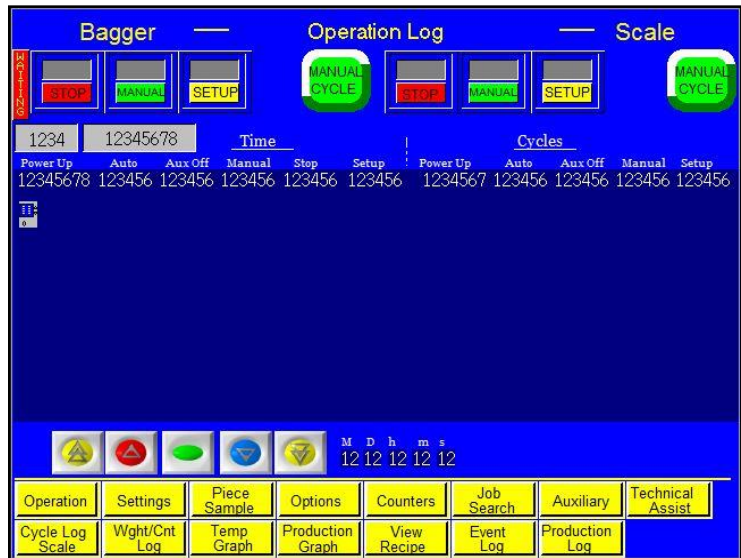 Bagger — Operation Log — Scale
WAITING
STOP MANUAL SETUP MANUAL CYCLE STOP MANUAL SETUP MANUAL CYCLE
1234 12345678 Time Cycles
Power Up Auto Aux Off Manual Stop Setup Power Up Auto Aux Off Manual Setup
12345678 123456 123456 123456 123456 123456 1234567 123456 123456 123456 123456
0
M D h m s
12 12 12 12 12
Operation Settings Piece Sample Options Counters Job Search Auxiliary Technical Assist
Cycle Log Scale Wght/Cnt Log Temp Graph Production Graph View Recipe Event Log Production Log